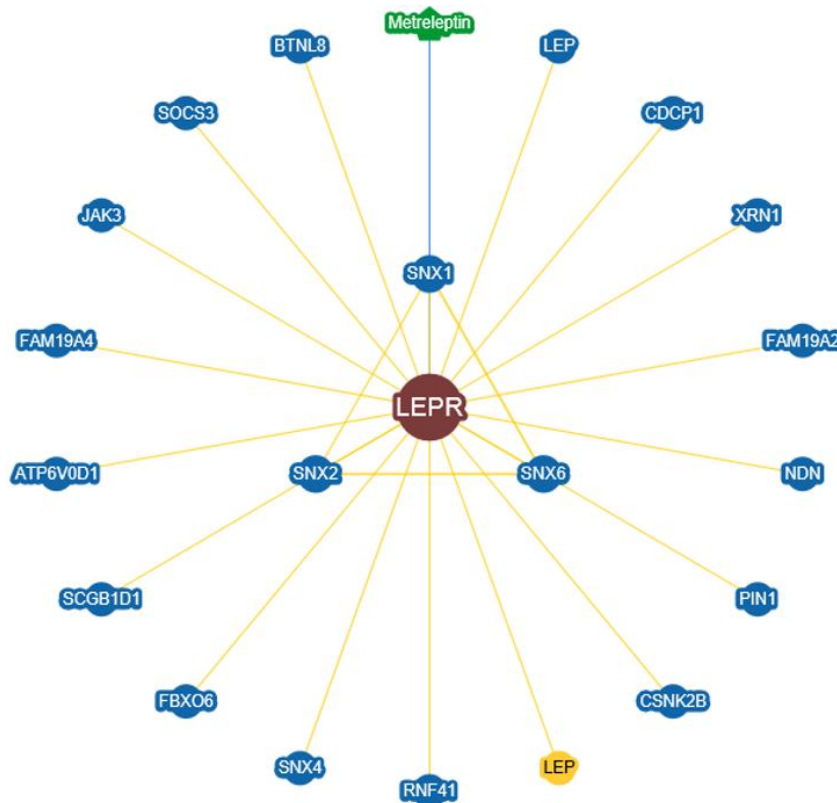 Metreleptin
BTNL8
LEP
SOCS3
CDCP1
JAK3
XRN1
SNX1
FAM19A4
FAM19A2
LEPR
ATP6V0D1
SNX2
SNX6
NDN
SCGB1D1
PIN1
FBXO6
CSNK2B
SNX4
LEP
RNF41